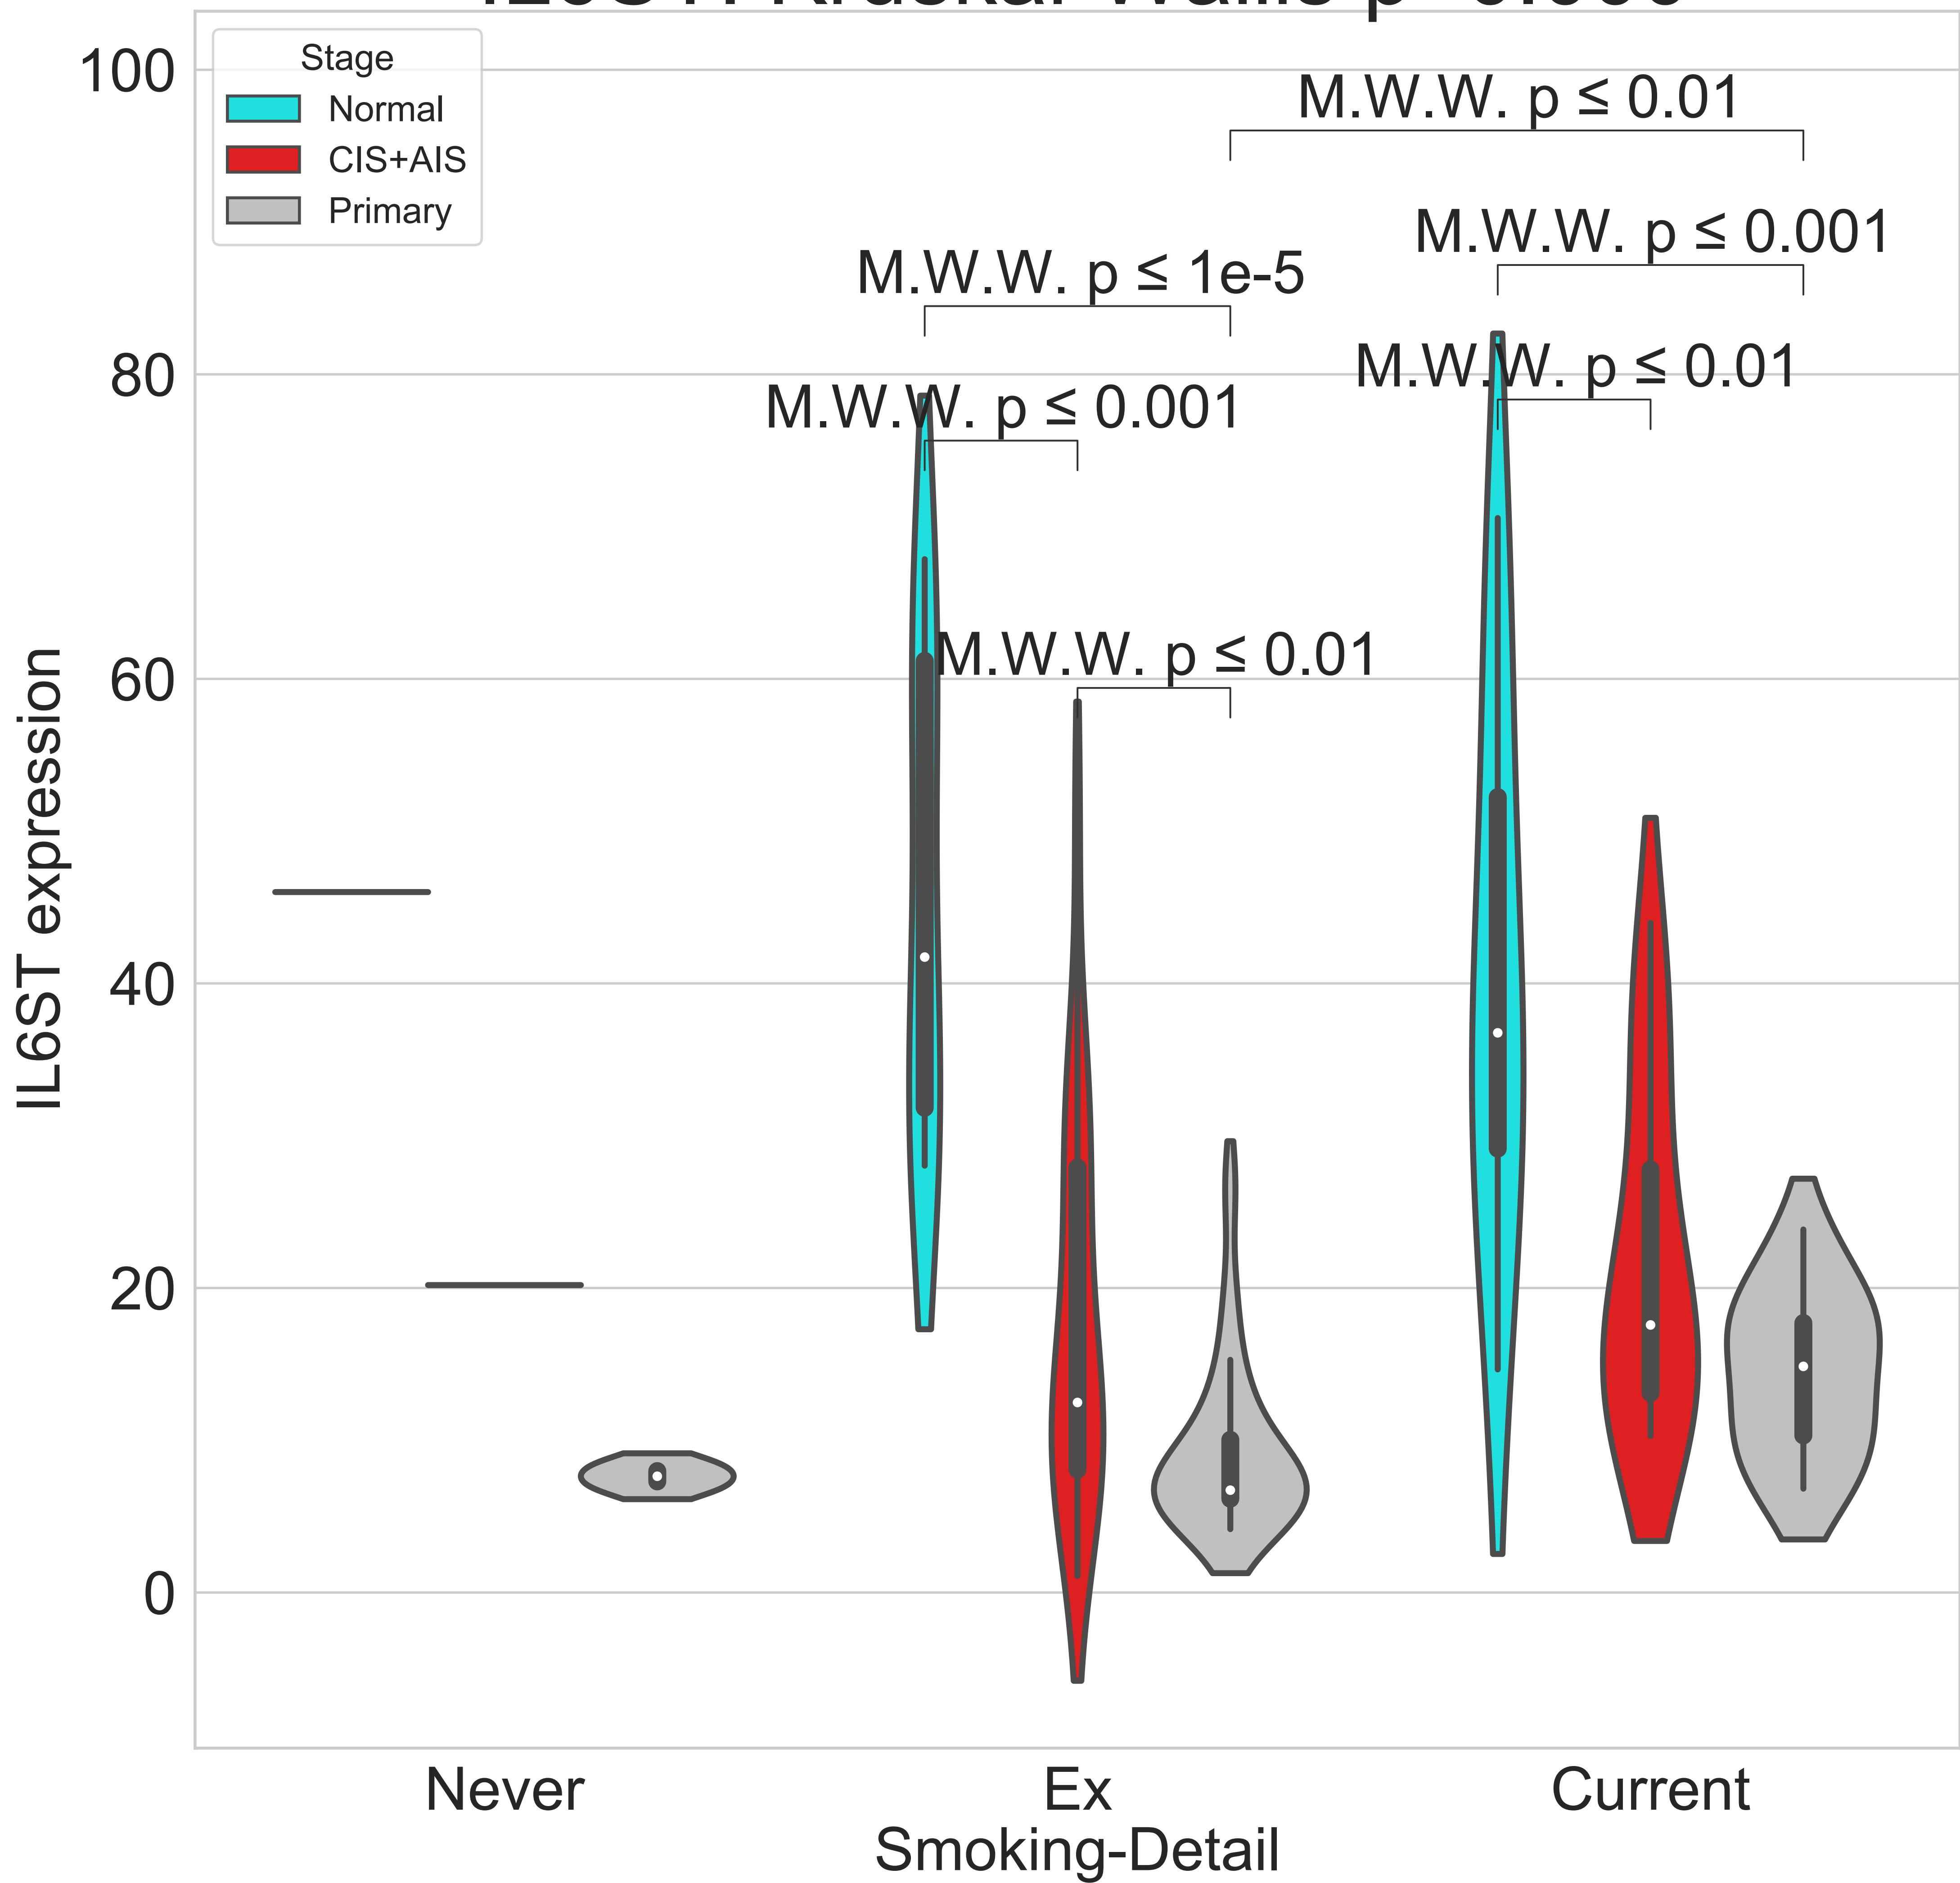 Stage
Normal
CIS+AIS
Primary
M.W.W. p ≤ 0.01
M.W.W. p ≤ 0.001
M.W.W. p ≤ 1e-5
M.W.W. p ≤ 0.01
M.W.W. p ≤ 0.001
M.W.W. p ≤ 0.01
100
80
60
40
20
0
IL6ST expression
Never
Ex
Current
Smoking-Detail